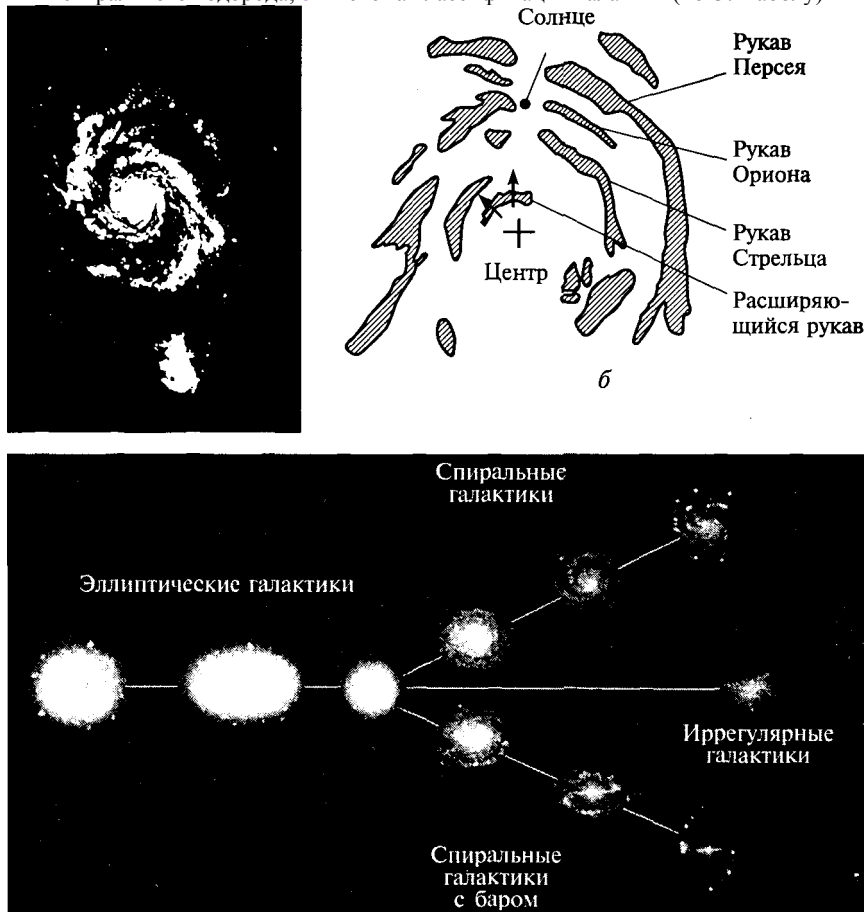 Солнце
Рукав
Персея
Рукав
Ориона
Рукав
Стрельца
Расширяю-
щийся рукав
Центр
б
Спиральные
галактики
Эллиптические галактики
Иррегулярные
галактики
Спиральные
галактики
с баром